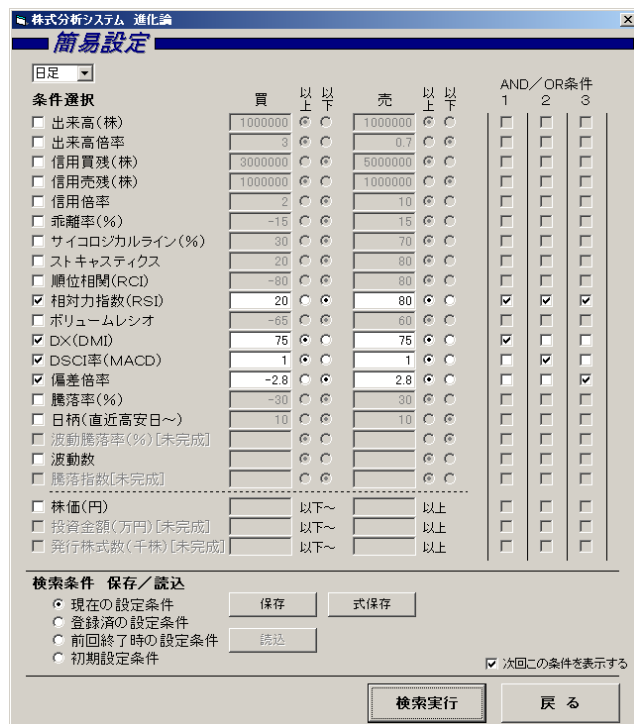 株式分析システム 進化論
簡易設定
日足
AND／OR条件
条件選択 買 以上 以下 売 以上 以下 1 2 3
出来高(株) 1000000 1000000
出来高倍率 3 0.7
信用買残(株) 3000000 5000000
信用売残(株) 1000000 1000000
信用倍率 2 10
乖離率(%) -15 15
サイコロジカルライン(%) 30 70
ストキャスティクス 20 80
順位相関(RCI) -80 80
相対力指数(RSI) 20 80
ボリュームレシオ -65 60
DX(DMI) 75 75
DSCI率(MACD) 1 1
偏差倍率 -2.8 2.8
騰落率(%) -30 30
日柄(直近高安日～) 10 10
波動騰落率(%)[未完成]
波動数
騰落指数[未完成]
株価(円) 以下～ 以上
投資金額(万円)[未完成] 以下～ 以上
発行株式数(千株)[未完成] 以下～ 以上
検索条件 保存／読込
現在の設定条件 保存 式保存
登録済の設定条件
前回終了時の設定条件 読込
初期設定条件
次回この条件を表示する
検索実行 戻る